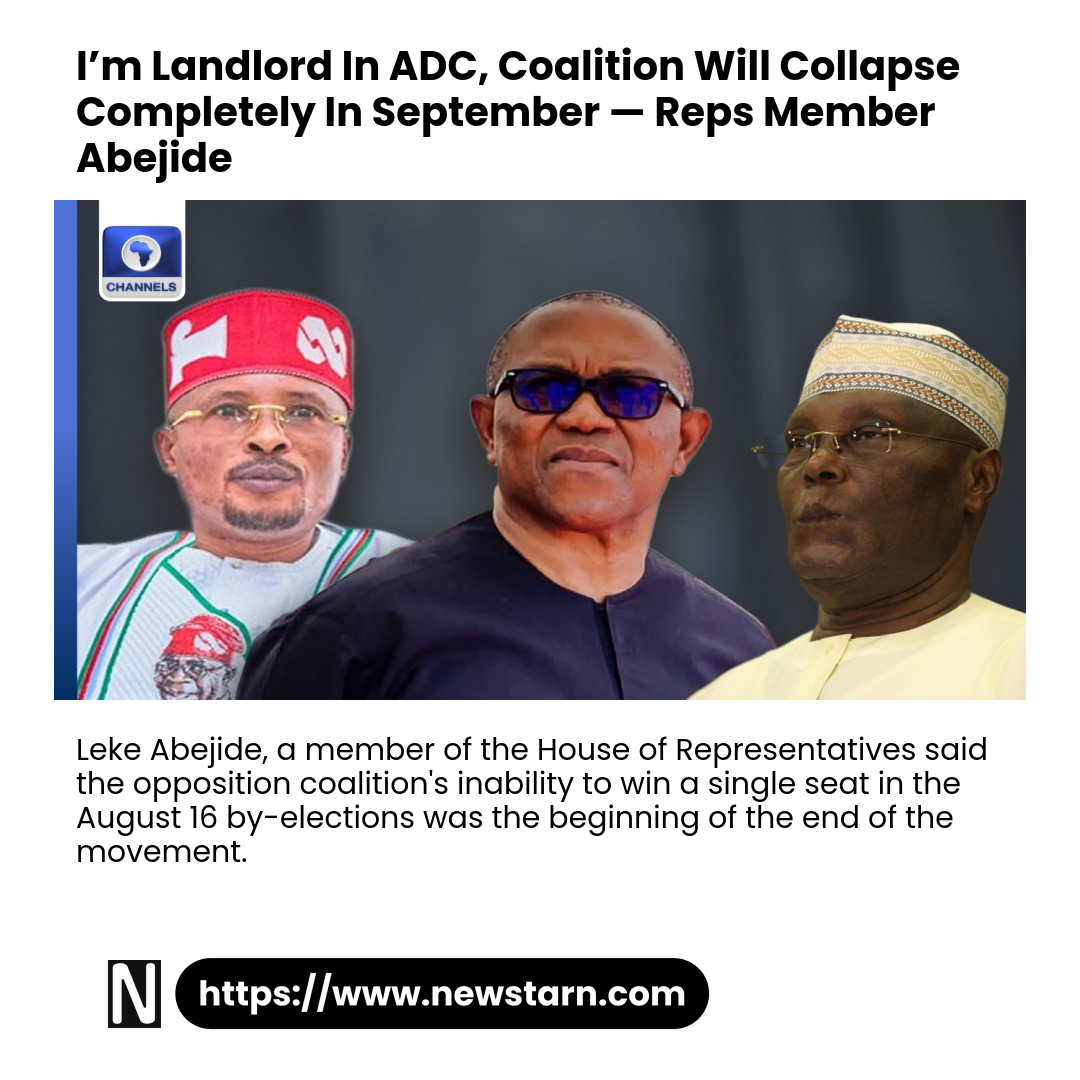 I’m Landlord In ADC, Coalition Will Collapse
Completely In September — Reps Member
Abejide
CHANNELS
Leke Abejide, a member of the House of Representatives said
the opposition coalition's inability to win a single seat in the
August 16 by-elections was the beginning of the end of the
movement.
N
https://www.newstarn.com